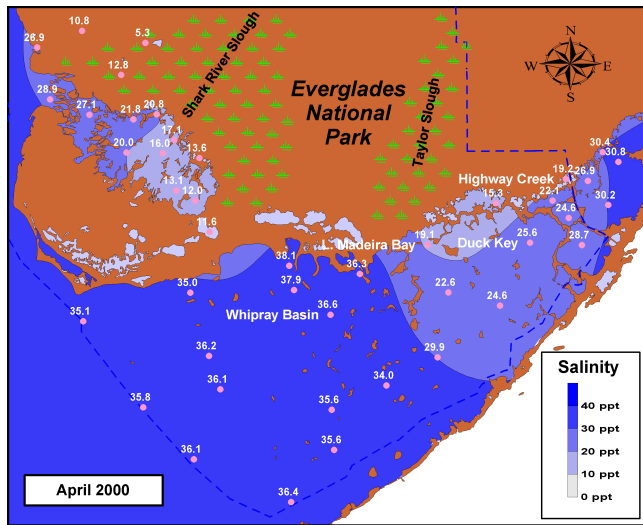 10.8
5.3
26.9
12.8
N
W E
S
Shark River Slough
Everglades
National
Park
Taylor Slough
28.9
27.1
21.8
20.8
17.1
20.0
16.0
13.6
13.1
12.0
11.6
30.4
30.8
Highway Creek
19.2
26.9
15.3
22.1
30.2
24.6
L. Madeira Bay
19.1
Duck Key
25.6
28.7
38.1
36.3
35.0
37.9
22.6
24.6
35.1
Whipray Basin
36.6
36.2
29.9
36.1
34.0
35.8
35.6
36.1
35.6
36.4
Salinity
40 ppt
30 ppt
20 ppt
10 ppt
0 ppt
April 2000